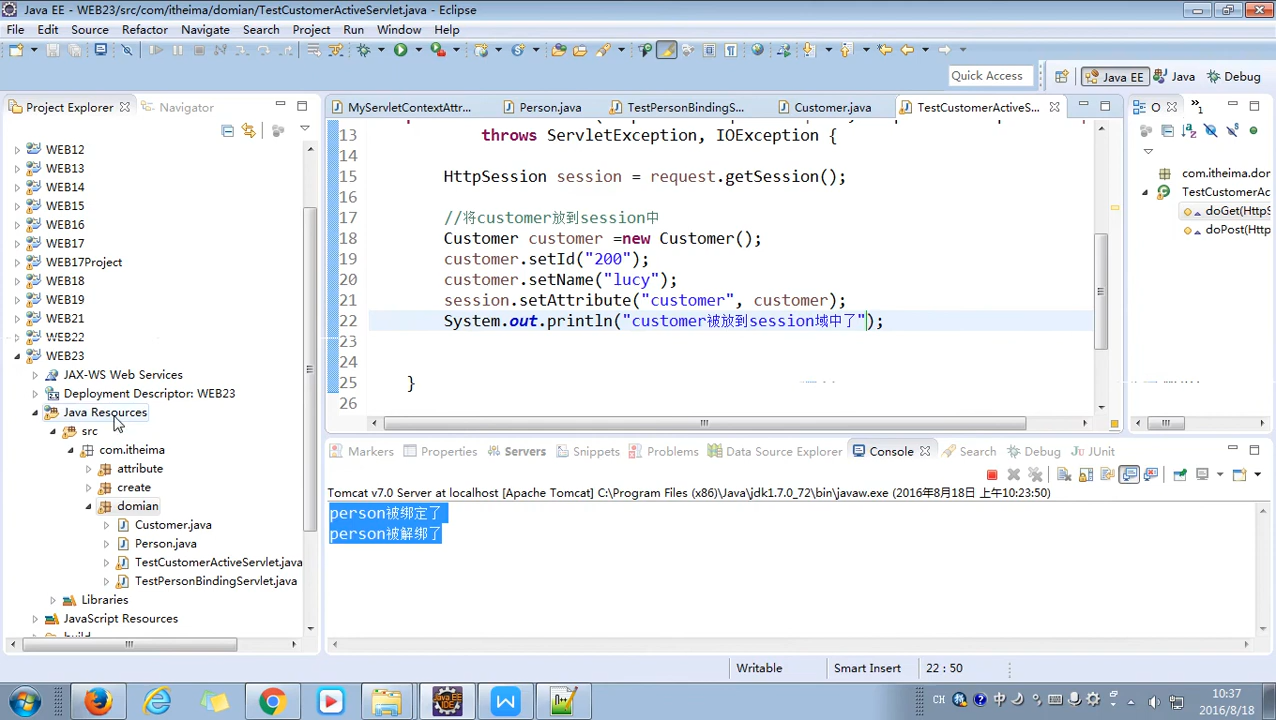 Java EE - WEB23/src/com/itheima/domian/TestCustomerActiveServlet.java - Eclipse
File Edit Source Refactor Navigate Search Project Run Window Help
Quick Access Java EE Java Debug
Project Explorer Navigator
MyServletContextAttr... Person.java TestPersonBindingS... Customer.java TestCustomerActiveS... O
WEB12
WEB13
WEB14
WEB15
WEB16
WEB17
WEB17Project
WEB18
WEB19
WEB21
WEB22
WEB23
JAX-WS Web Services
Deployment Descriptor: WEB23
Java Resources
src
com.itheima
attribute
create
domian
Customer.java
Person.java
TestCustomerActiveServlet.java
TestPersonBindingServlet.java
Libraries
JavaScript Resources
build
13 throws ServletException, IOException {
14
15 HttpSession session = request.getSession();
16
17 //将customer放到session中
18 Customer customer =new Customer();
19 customer.setId("200");
20 customer.setName("lucy");
21 session.setAttribute("customer", customer);
22 System.out.println("customer被放到session域中了");
23
24
25 }
26
com.itheima.dor
TestCustomerAc
doGet(HttpS
doPost(Http
Markers Properties Servers Snippets Problems Data Source Explorer Console Search Debug JUnit
Tomcat v7.0 Server at localhost [Apache Tomcat] C:\Program Files (x86)\Java\jdk1.7.0_72\bin\javaw.exe (2016年8月18日 上午10:23:50)
person被绑定了
person被解绑了
Writable Smart Insert 22 : 50
CH 中 10:37
2016/8/18